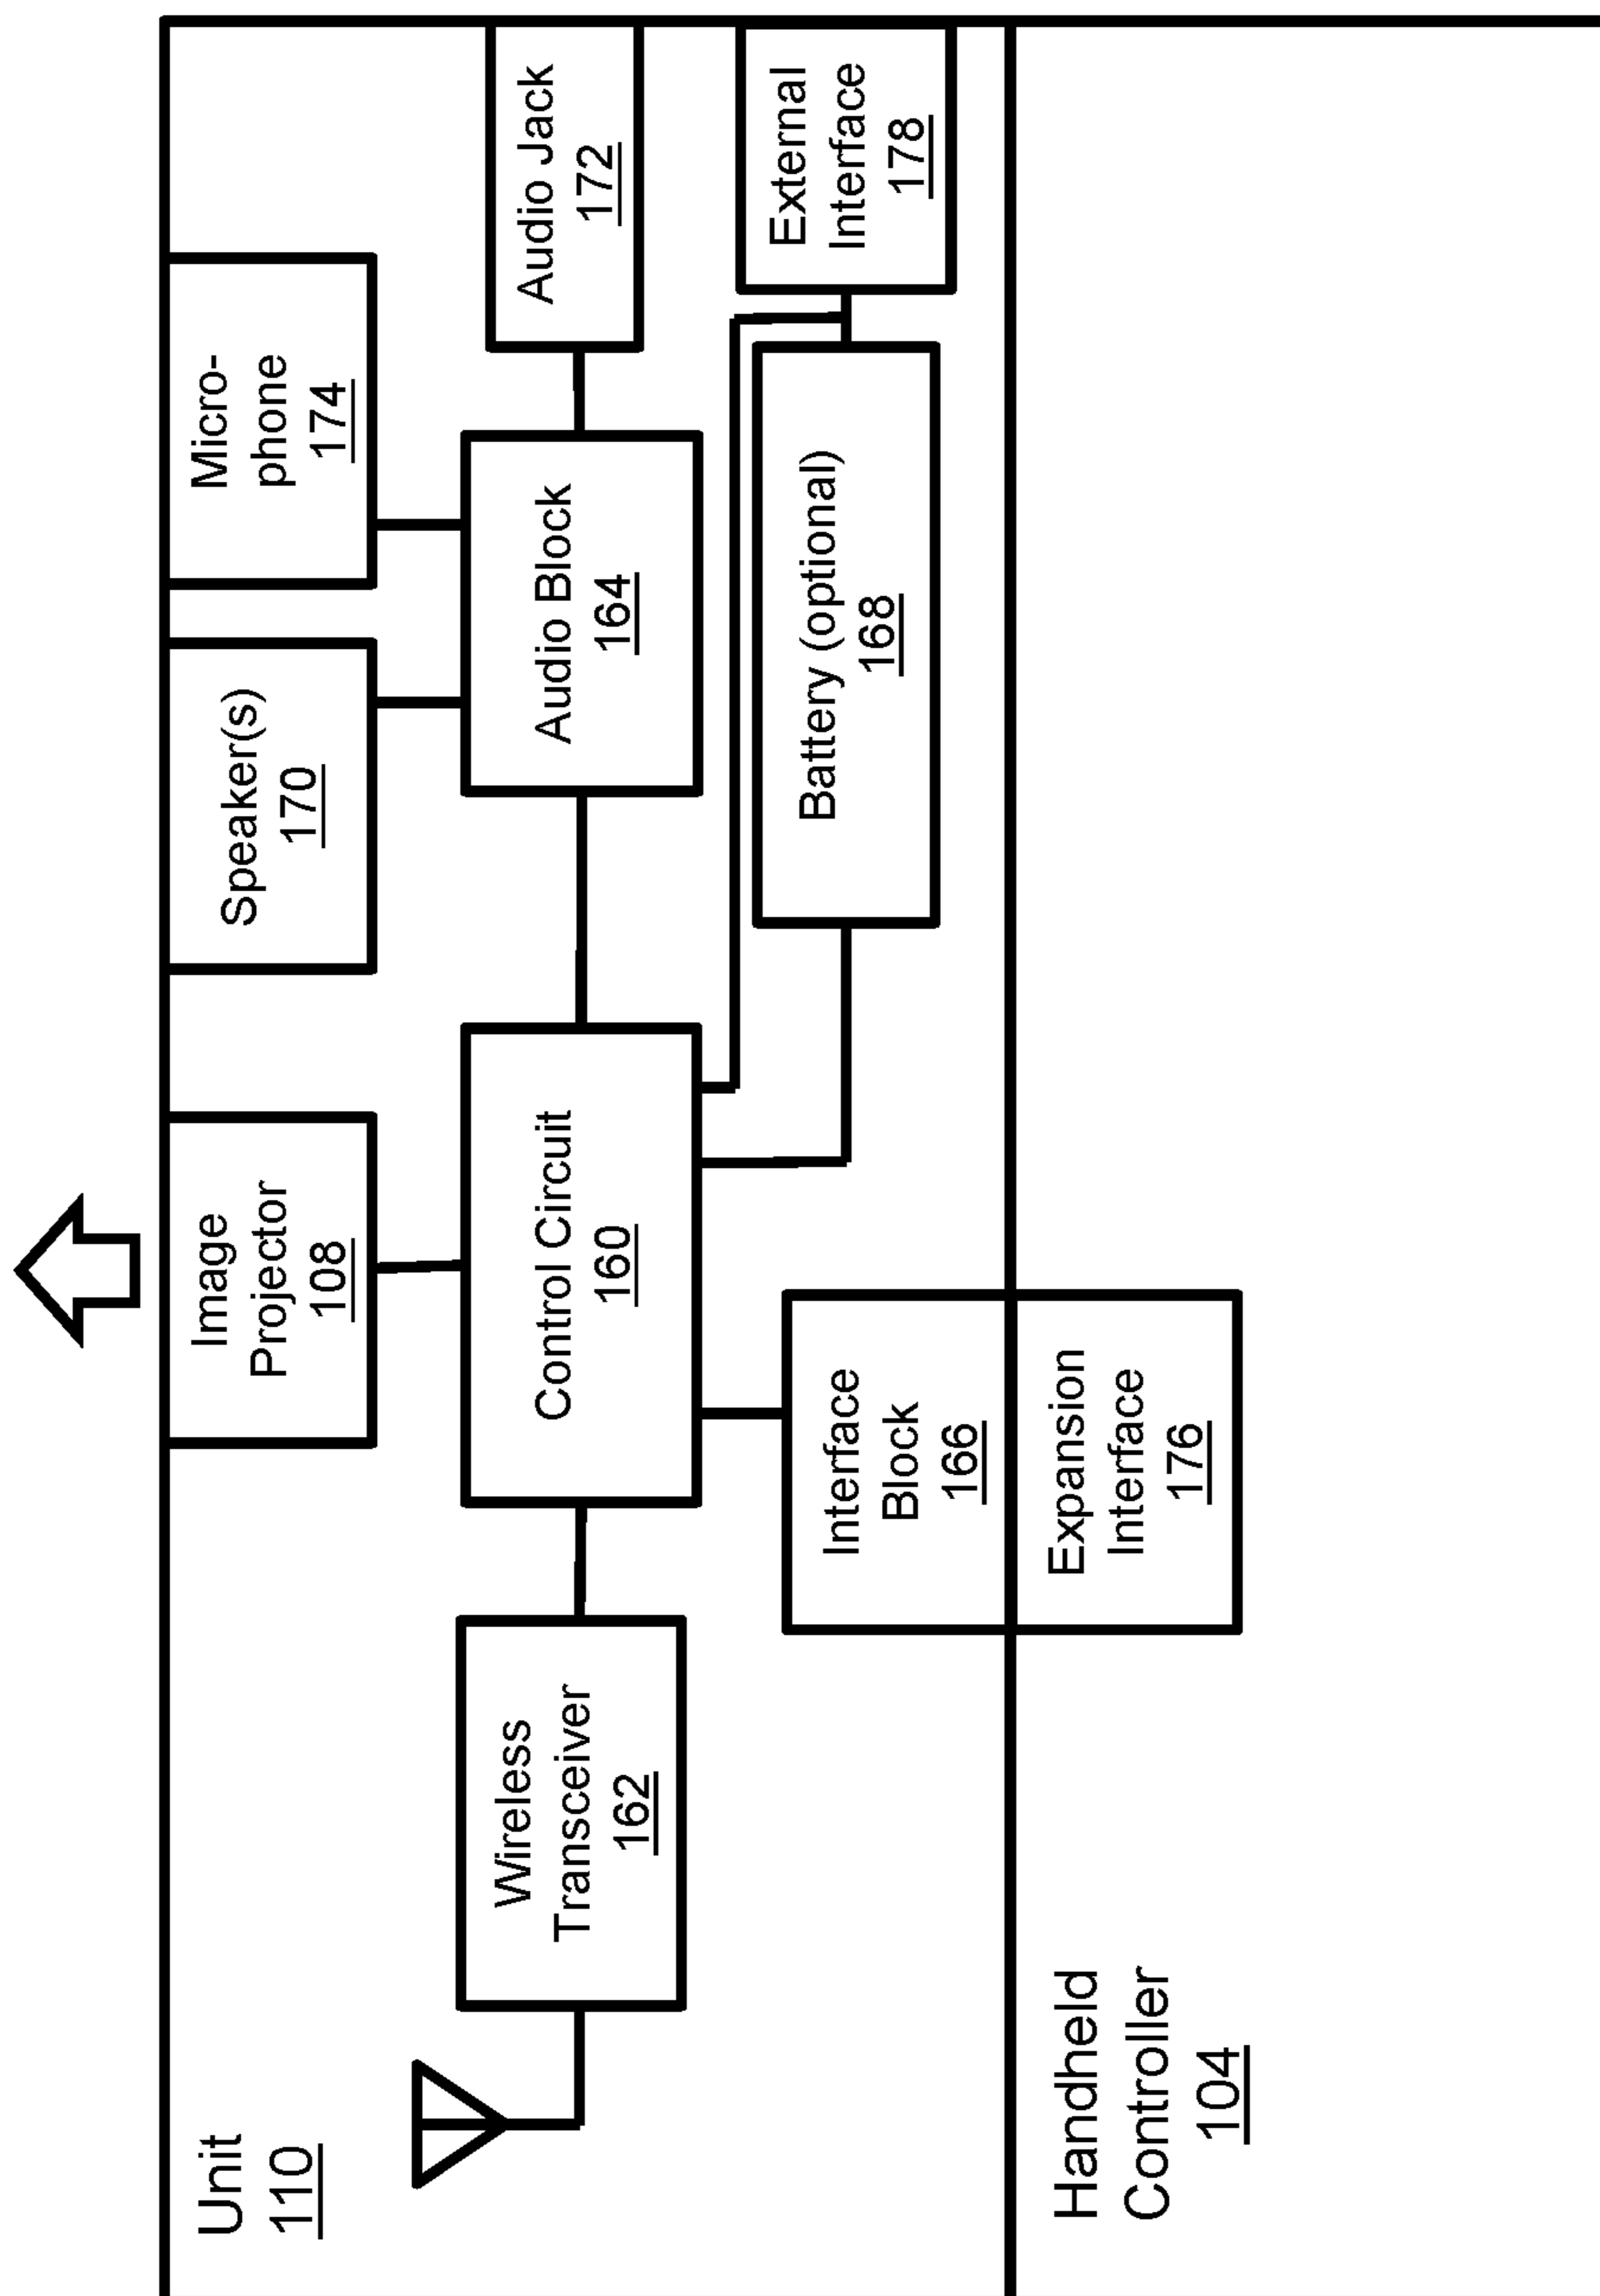 Unit
110
Image
Projector
108
Speaker(s)
170
Micro-
phone
174
Wireless
Transceiver
162
Control Circuit
160
Audio Block
164
Audio Jack
172
Interface
Block
166
Battery (optional)
168
External
Interface
178
Handheld
Controller
104
Expansion
Interface
176